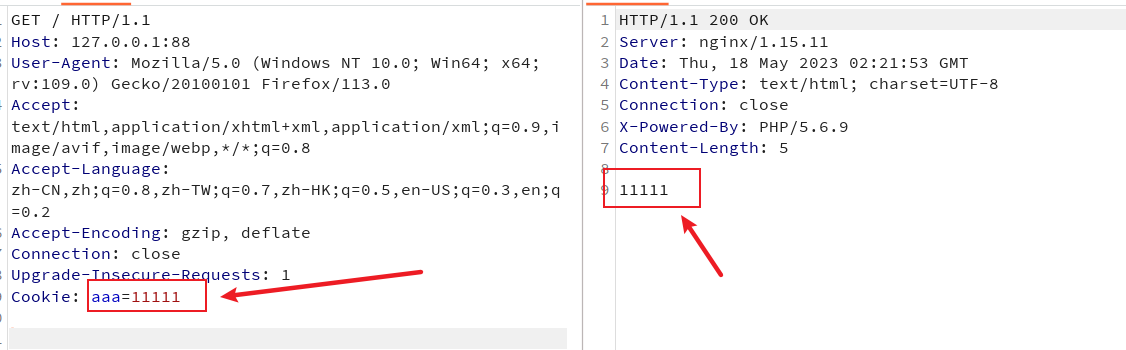 GET / HTTP/1.1
Host: 127.0.0.1:88
User-Agent: Mozilla/5.0 (Windows NT 10.0; Win64; x64;
rv:109.0) Gecko/20100101 Firefox/113.0
Accept:
text/html,application/xhtml+xml,application/xml;q=0.9,i
mage/avif,image/webp,*/*;q=0.8
Accept-Language:
zh-CN,zh;q=0.8,zh-TW;q=0.7,zh-HK;q=0.5,en-US;q=0.3,en;q
=0.2
Accept-Encoding: gzip, deflate
Connection: close
Upgrade-Insecure-Requests: 1
Cookie: aaa=11111
1 HTTP/1.1 200 OK
2 Server: nginx/1.15.11
3 Date: Thu, 18 May 2023 02:21:53 GMT
4 Content-Type: text/html; charset=UTF-8
5 Connection: close
6 X-Powered-By: PHP/5.6.9
7 Content-Length: 5
8
9 11111